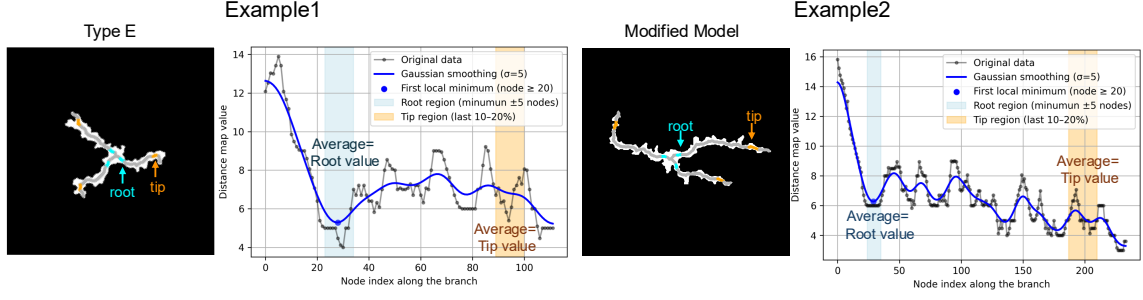 Example1
Example2
Type E
root
tip
14
12
10
8
6
4
0
20
40
60
80
100
Distance map value
Node index along the branch
Original data
Gaussian smoothing (σ=5)
First local minimum (node ≥ 20)
Root region (minumun ±5 nodes)
Tip region (last 10–20%)
Average=
Root value
Average=
Tip value
Modified Model
root
tip
16
14
12
10
8
6
4
0
50
100
150
200
Distance map value
Node index along the branch
Original data
Gaussian smoothing (σ=5)
First local minimum (node ≥ 20)
Root region (minimum ±5 nodes)
Tip region (last 10–20%)
Average=
Tip value
Average=
Root value